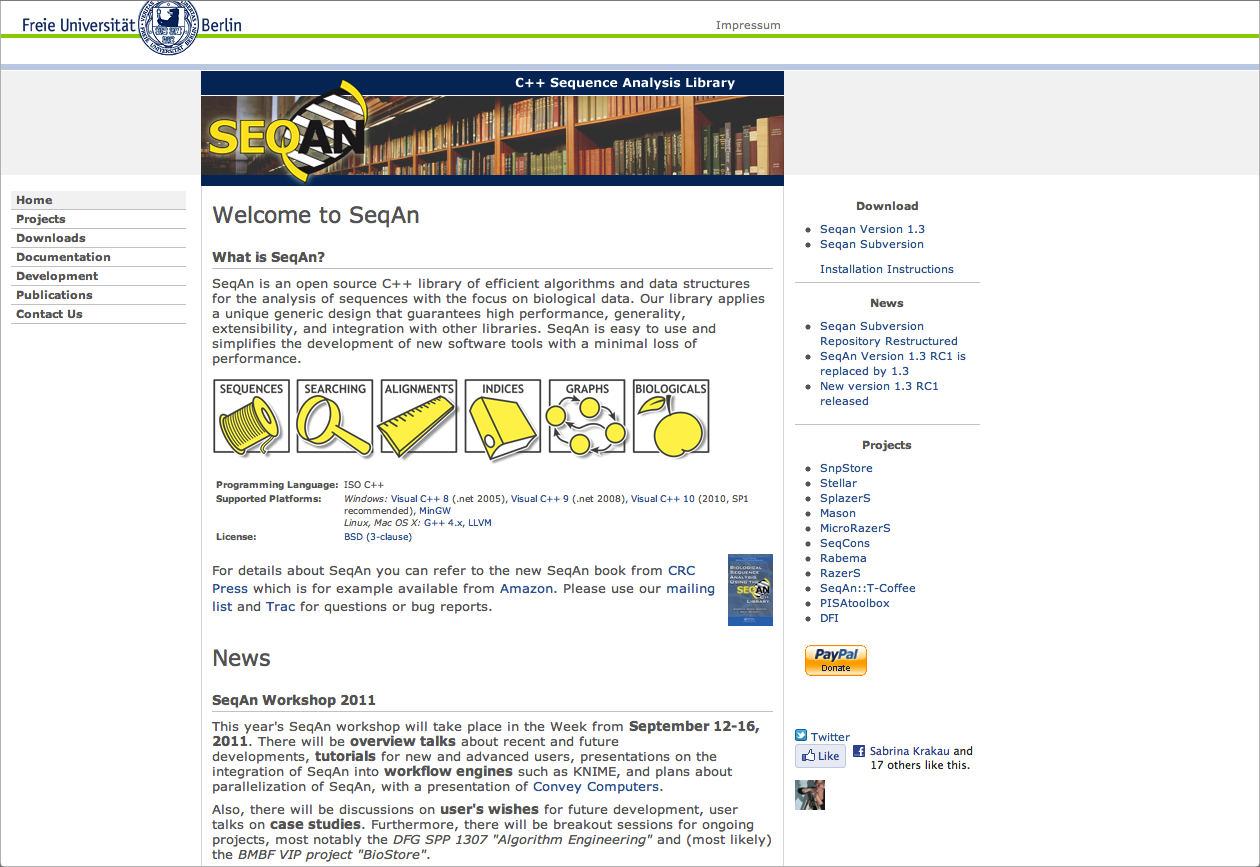 Freie Universität Berlin
Impressum
C++ Sequence Analysis Library
SEQAN
Home
Projects
Downloads
Documentation
Development
Publications
Contact Us
Welcome to SeqAn
What is SeqAn?
SeqAn is an open source C++ library of efficient algorithms and data structures
for the analysis of sequences with the focus on biological data. Our library applies
a unique generic design that guarantees high performance, generality,
extensibility, and integration with other libraries. SeqAn is easy to use and
simplifies the development of new software tools with a minimal loss of
performance.
SEQUENCES SEARCHING ALIGNMENTS INDICES GRAPHS BIOLOGICALS
Programming Language: ISO C++
Supported Platforms: Windows: Visual C++ 8 (.net 2005), Visual C++ 9 (.net 2008), Visual C++ 10 (2010, SP1
recommended), MinGW
Linux, Mac OS X: G++ 4.x, LLVM
License: BSD (3-clause)
For details about SeqAn you can refer to the new SeqAn book from CRC
Press which is for example available from Amazon. Please use our mailing
list and Trac for questions or bug reports.
BIOLOGICAL
SEQUENCE
ANALYSIS
USING THE
SEQAN
C++
LIBRARY
News
SeqAn Workshop 2011
This year's SeqAn workshop will take place in the Week from September 12-16,
2011. There will be overview talks about recent and future
developments, tutorials for new and advanced users, presentations on the
integration of SeqAn into workflow engines such as KNIME, and plans about
parallelization of SeqAn, with a presentation of Convey Computers.
Also, there will be discussions on user's wishes for future development, user
talks on case studies. Furthermore, there will be breakout sessions for ongoing
projects, most notably the DFG SPP 1307 "Algorithm Engineering" and (most likely)
the BMBF VIP project "BioStore".
Download
Seqan Version 1.3
Seqan Subversion
Installation Instructions
News
Seqan Subversion
Repository Restructured
SeqAn Version 1.3 RC1 is
replaced by 1.3
New version 1.3 RC1
released
Projects
SnpStore
Stellar
SplazerS
Mason
MicroRazerS
SeqCons
Rabema
RazerS
SeqAn::T-Coffee
PISAtoolbox
DFI
PayPal
Donate
Twitter
Like
Sabrina Krakau and
17 others like this.